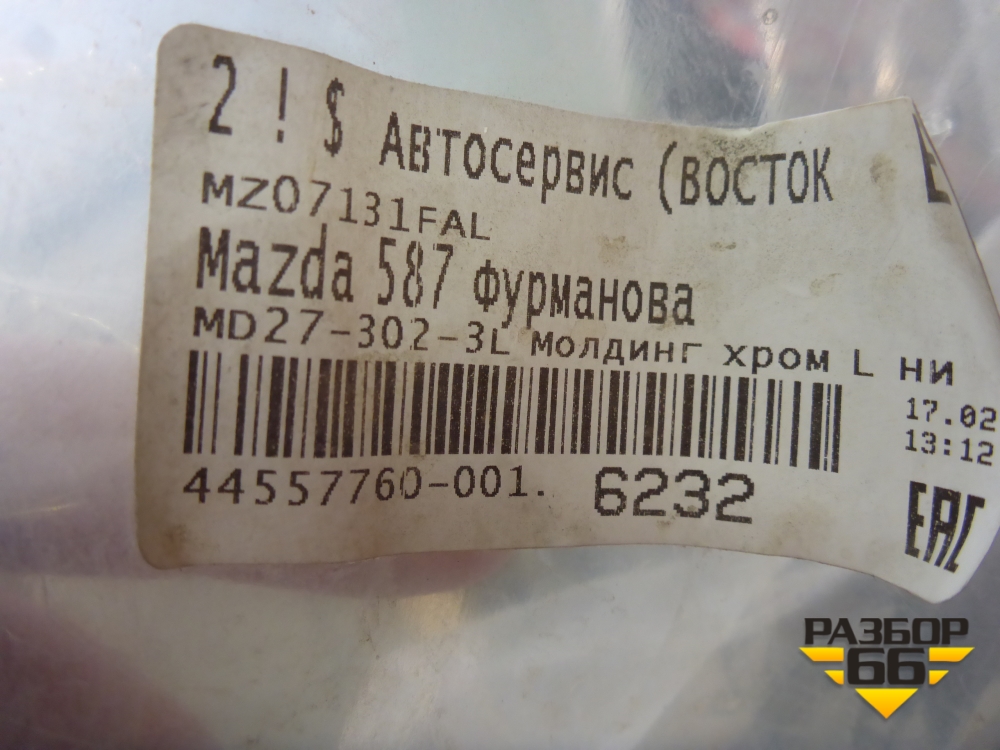 2 ! $ Автосервис (ВОСТОК
MZ07131FAL
Mazda 587 фурманова
MD27-302-3L Молдинг хром L ни
17.02
13:12
44557760-001. 6232
EAC
РАЗБОР
66